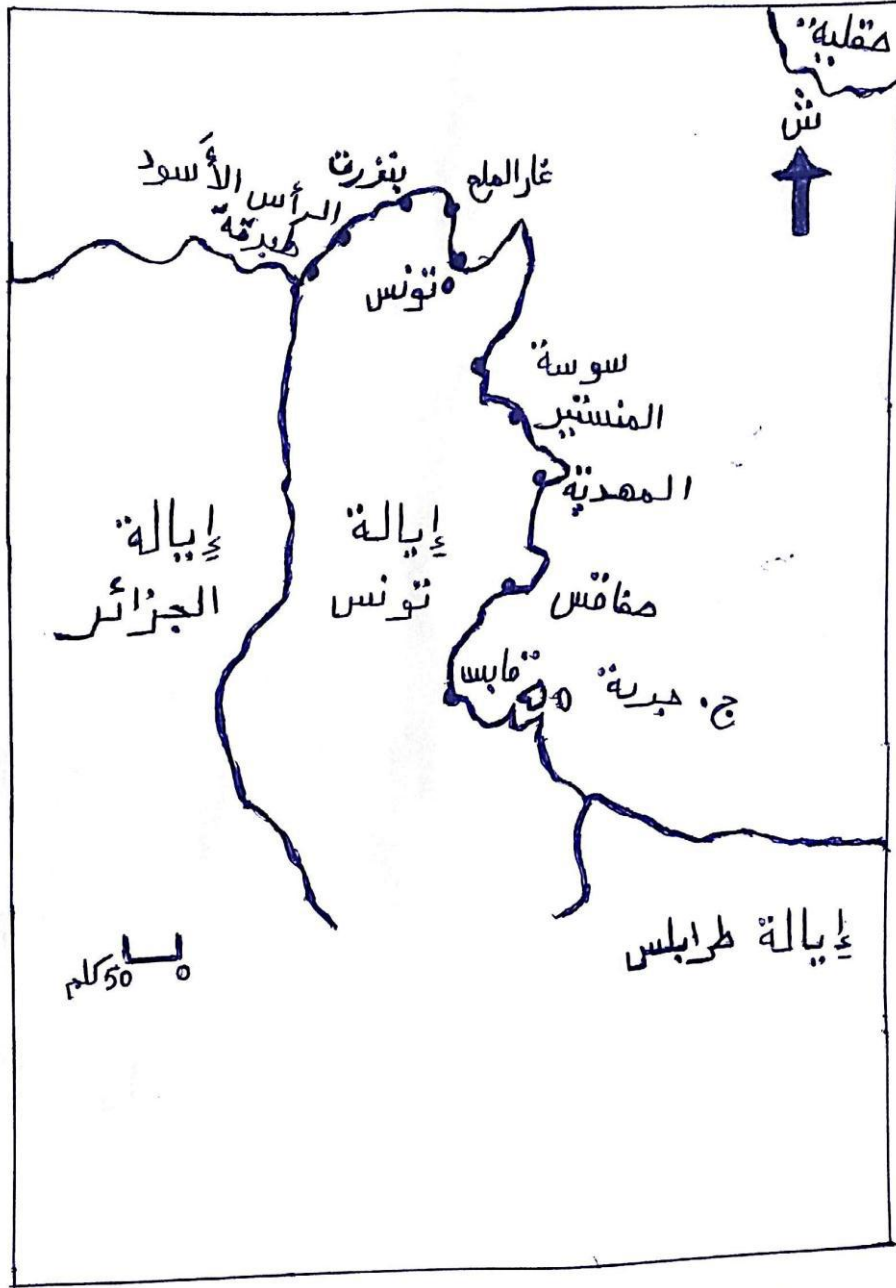 صقلية
ش
غار الملح
بنزرت
الرأس الأسود
طبرقة
تونس
سوسة
المنستير
المهدية
صفاقس
قابس
ج. جربة
إيالة
الجزائر
إيالة
تونس
إيالة طرابلس
0 50 كلم